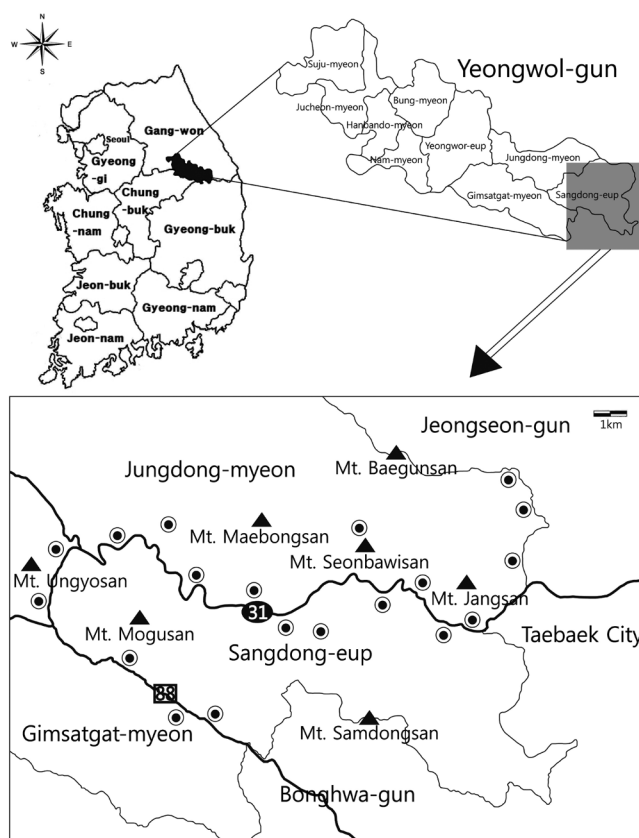 N
W
E
S
Yeongwol-gun
Suju-myeon
Jucheon-myeon
Bung-myeon
Hanbando-myeon
Yeongwor-eup
Nam-myeon
Jungdong-myeon
Gimsatgat-myeon
Sangdong-eup
Gang-won
Seoul
Gyeong
-gi
Chung
-buk
Chung
-nam
Gyeong-buk
Jeon-buk
Gyeong-nam
Jeon-nam
Jeongseon-gun
1km
Mt. Baegunsan
Jungdong-myeon
Mt. Maebongsan
Mt. Seonbawisan
Mt. Ungyosan
Mt. Jangsan
31
Mt. Mogusan
Taebaek City
Sangdong-eup
88
Gimsatgat-myeon
Mt. Samdongsan
Bonghwa-gun